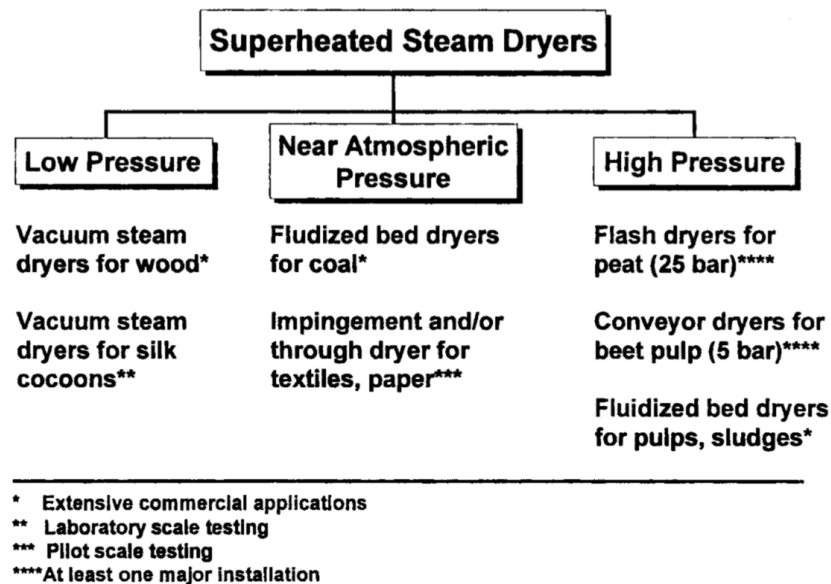 Superheated Steam Dryers
Low Pressure
Near Atmospheric
Pressure
High Pressure
Vacuum steam
dryers for wood*
Vacuum steam
dryers for silk
cocoons**
Fludized bed dryers
for coal*
Impingement and/or
through dryer for
textiles, paper***
Flash dryers for
peat (25 bar)****
Conveyor dryers for
beet pulp (5 bar)****
Fluidized bed dryers
for pulps, sludges*
* Extensive commercial applications
** Laboratory scale testing
*** Pilot scale testing
****At least one major installation